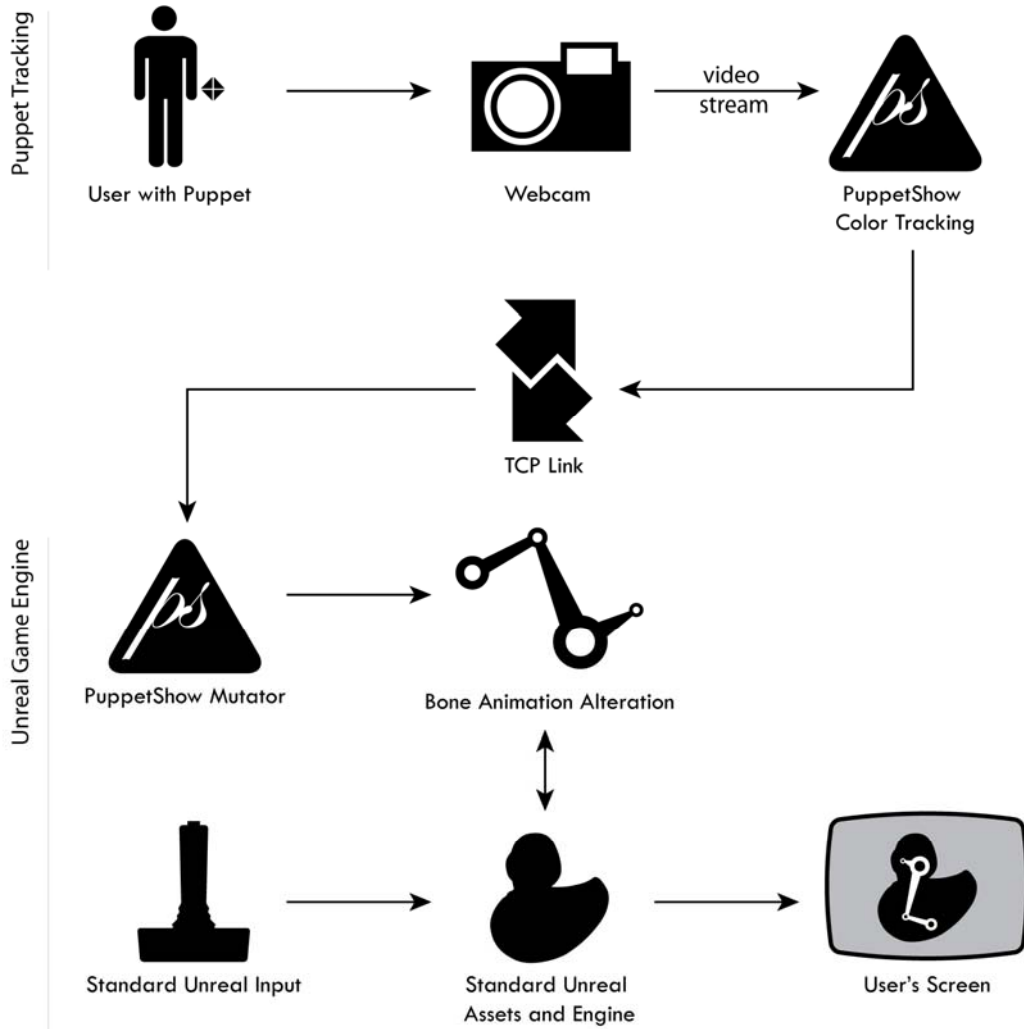 Puppet Tracking
video
stream
ps
User with Puppet
Webcam
PuppetShow
Color Tracking
TCP Link
Unreal Game Engine
ps
PuppetShow Mutator
Bone Animation Alteration
Standard Unreal Input
Standard Unreal
Assets and Engine
User's Screen